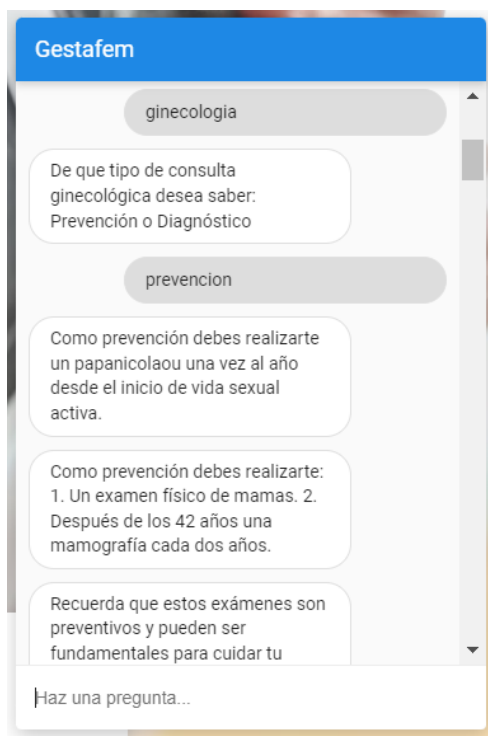 Gestafem
ginecologia
De que tipo de consulta
ginecológica desea saber:
Prevención o Diagnóstico
prevencion
Como prevención debes realizarte
un papanicolaou una vez al año
desde el inicio de vida sexual
activa.
Como prevención debes realizarte:
1. Un examen físico de mamas. 2.
Después de los 42 años una
mamografía cada dos años.
Recuerda que estos exámenes son
preventivos y pueden ser
fundamentales para cuidar tu
Haz una pregunta...